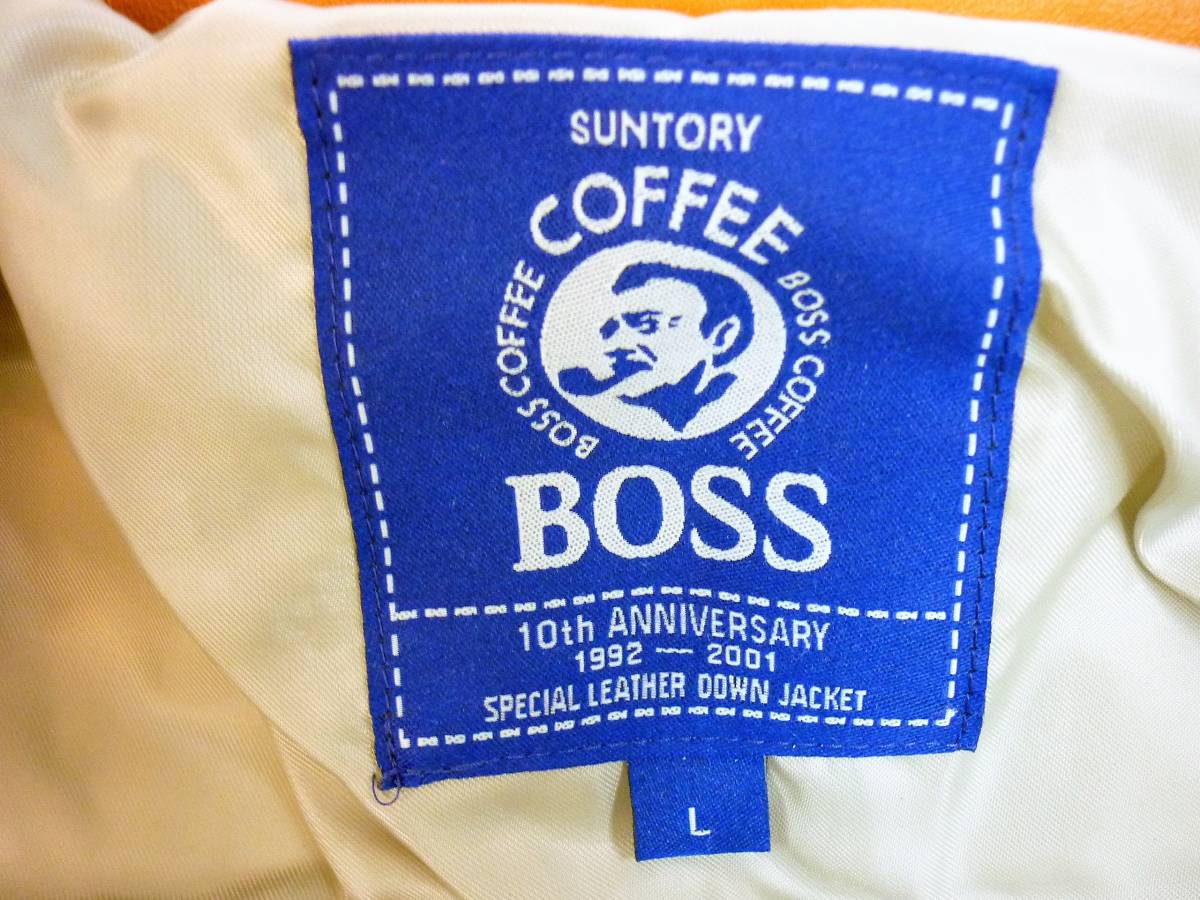 SUNTORY
COFFEE
BOSS COFFEE
BOSS COFFEE
BOSS
10th ANNIVERSARY
1992 — 2001
SPECIAL LEATHER DOWN JACKET
L